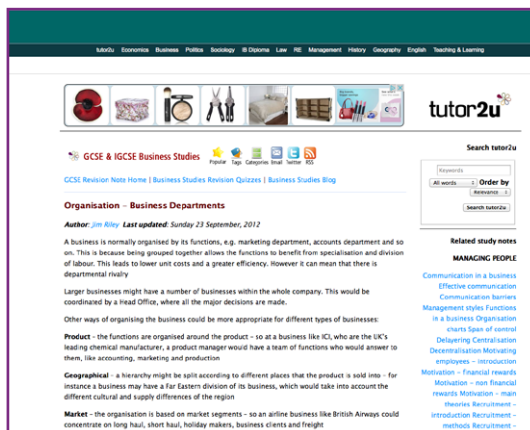 tutor2u Economics Business Politics Sociology IB Diploma Law RE Management History Geography English Teaching & Learning
tutor2u
GCSE & IGCSE Business Studies
Popular Tags Categories Email Twitter RSS
GCSE Revision Note Home | Business Studies Revision Quizzes | Business Studies Blog
Organisation - Business Departments
Author: Jim Riley Last updated: Sunday 23 September, 2012
A business is normally organised by its functions, e.g. marketing department, accounts department and so
on. This is because being grouped together allows the functions to benefit from specialisation and division
of labour. This leads to lower unit costs and a greater efficiency. However it can mean that there is
departmental rivalry
Larger businesses might have a number of businesses within the whole company. This would be
coordinated by a Head Office, where all the major decisions are made.
Other ways of organising the business could be more appropriate for different types of businesses:
Product - the functions are organised around the product - so at a business like ICI, who are the UK's
leading chemical manufacturer, a product manager would have a team of functions who would answer to
them, like accounting, marketing and production
Geographical - a hierarchy might be split according to different places that the product is sold into - for
instance a business may have a Far Eastern division of its business, which would take into account the
different cultural and supply differences of the region
Market - the organisation is based on market segments - so an airline business like British Airways could
concentrate on long haul, short haul, holiday makers, business clients and freight
Search tutor2u
Keywords
All words Order by
Relevance
Search tutor2u
Related study notes
MANAGING PEOPLE
Communication in a business
Effective communication
Communication barriers
Management styles Functions
in a business Organisation
charts Span of control
Delayering Centralisation
Decentralisation Motivating
employees - introduction
Motivation - financial rewards
Motivation - non financial
rewards Motivation - main
theories Recruitment -
introduction Recruitment -
methods Recruitment -